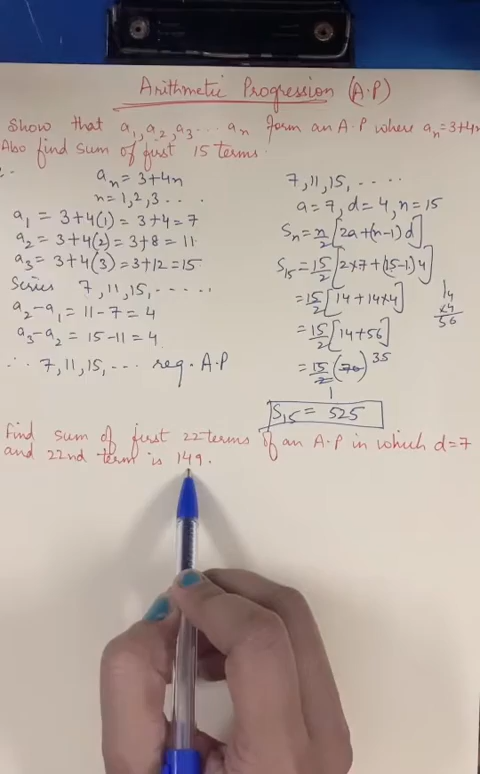 Arithmetic Progression (A.P)
Show that a₁, a₂, a₃ ... aₙ form an A.P where aₙ = 3+4n
Also find sum of first 15 terms.
aₙ = 3+4n
n = 1, 2, 3 ...
a₁ = 3+4(1) = 3+4 = 7
a₂ = 3+4(2) = 3+8 = 11
a₃ = 3+4(3) = 3+12 = 15
Series 7, 11, 15, .....
a₂-a₁ = 11-7 = 4
a₃-a₂ = 15-11 = 4
∴ 7, 11, 15, ... req. A.P
7, 11, 15, ....
a = 7, d = 4, n = 15
Sₙ = n/2 [2a+(n-1)d]
S₁₅ = 15/2 [2×7+(15-1)4]
= 15/2 [14+14×4]
= 15/2 [14+56]
= 15/2 (70) 35
1
S₁₅ = 525
14
×4
56
Find sum of first 22 terms of an A.P in which d=7
and 22nd term is 149.